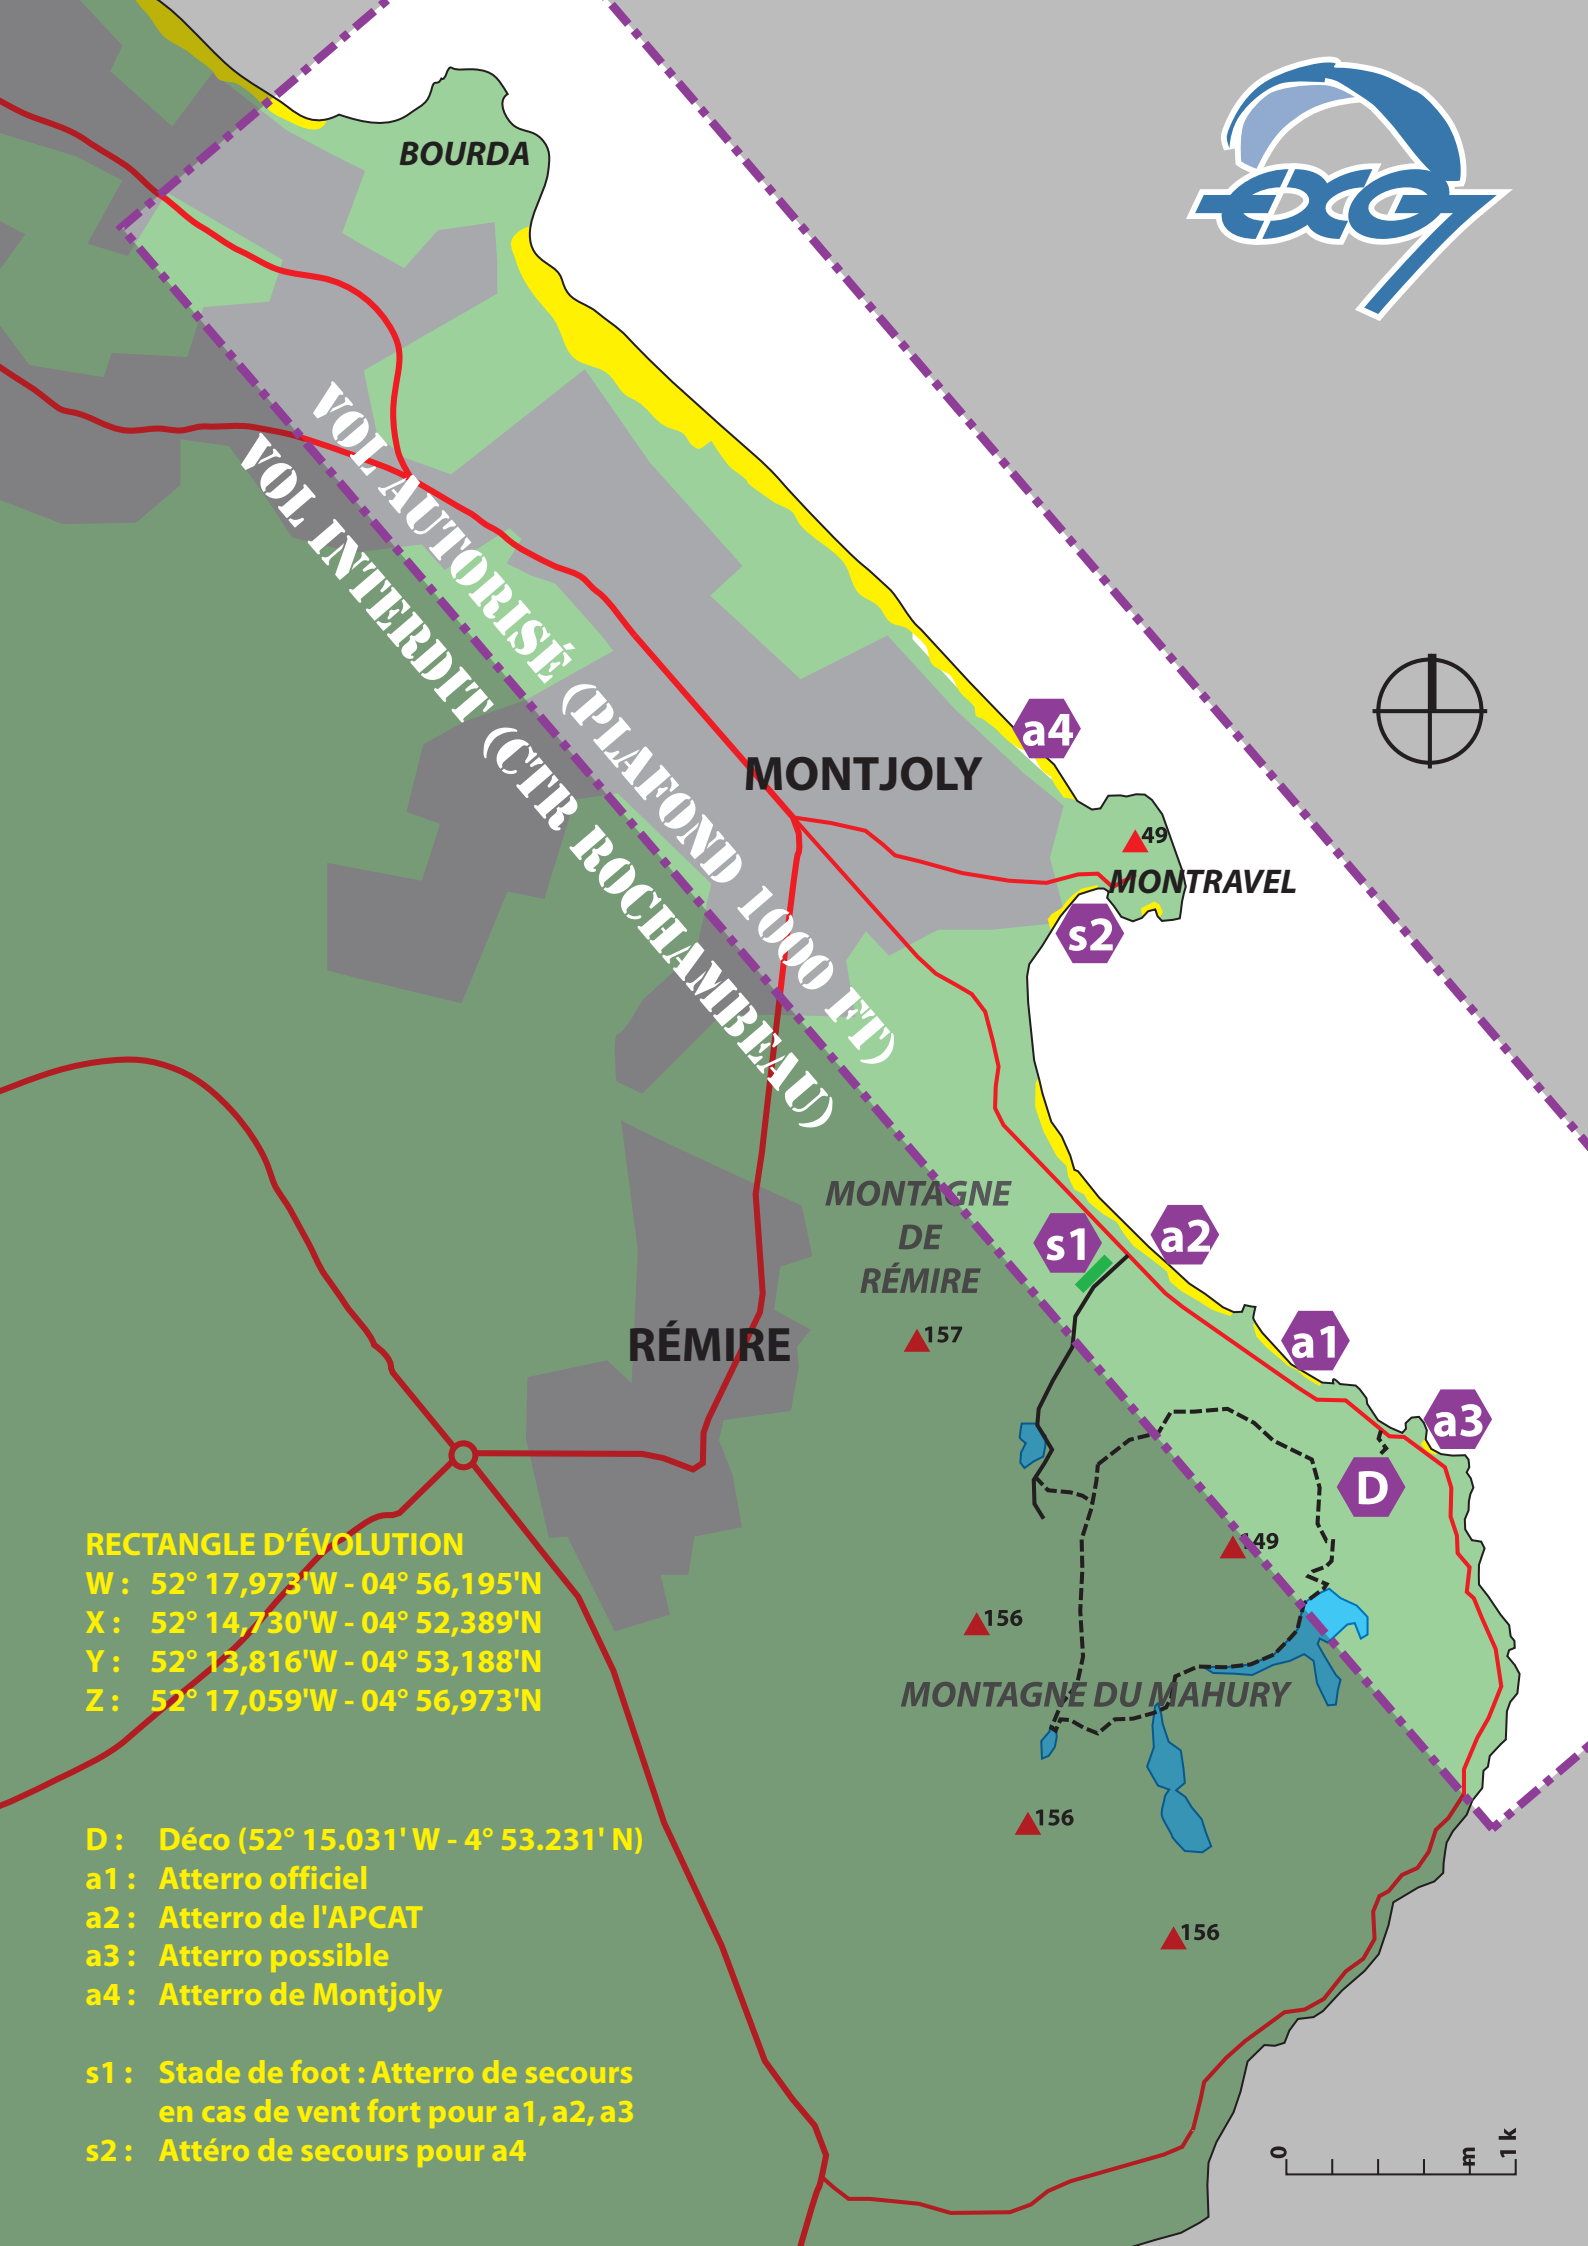 BOURDA
exo7
VOL AUTORISÉ (PLAFOND 1000 FT)
VOL INTERDIT (CTR ROCHAMBEAU)
a4
MONTJOLY
49
MONTRAVEL
s2
MONTAGNE
DE
RÉMIRE
s1
a2
157
RÉMIRE
a1
a3
D
149
156
MONTAGNE DU MAHURY
156
156
RECTANGLE D'ÉVOLUTION
W : 52° 17,973'W - 04° 56,195'N
X : 52° 14,730'W - 04° 52,389'N
Y : 52° 13,816'W - 04° 53,188'N
Z : 52° 17,059'W - 04° 56,973'N
D : Déco (52° 15.031' W - 4° 53.231' N)
a1 : Atterro officiel
a2 : Atterro de l'APCAT
a3 : Atterro possible
a4 : Atterro de Montjoly
s1 : Stade de foot : Atterro de secours
en cas de vent fort pour a1, a2, a3
s2 : Attéro de secours pour a4
0 1 k
m